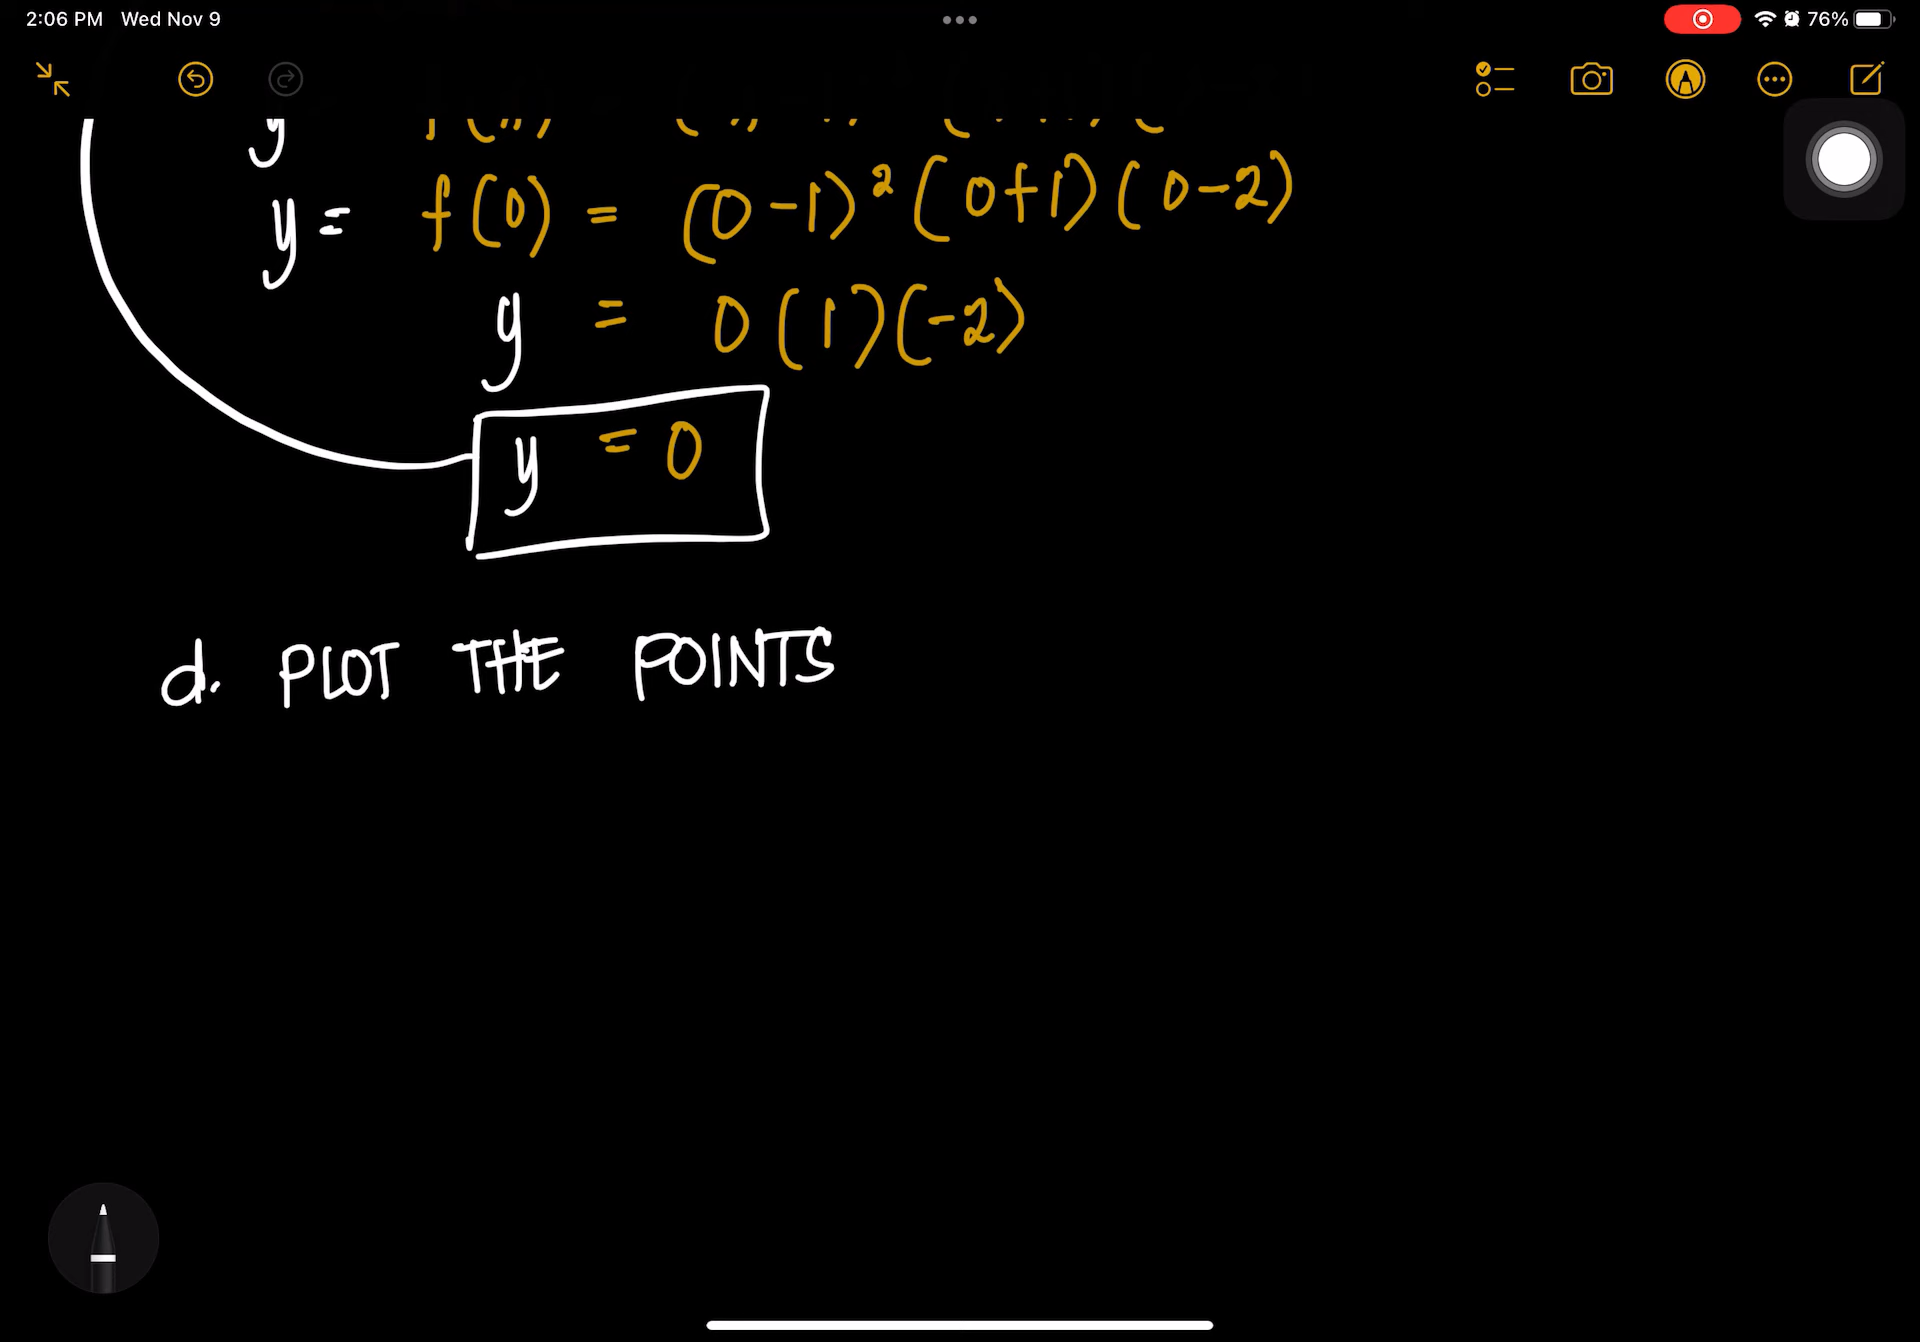 2:06 PM Wed Nov 9
76%
y
y = f(0) = (0-1)² (0+1) (0-2)
y = 0 (1) (-2)
y = 0
d. PLOT THE POINTS